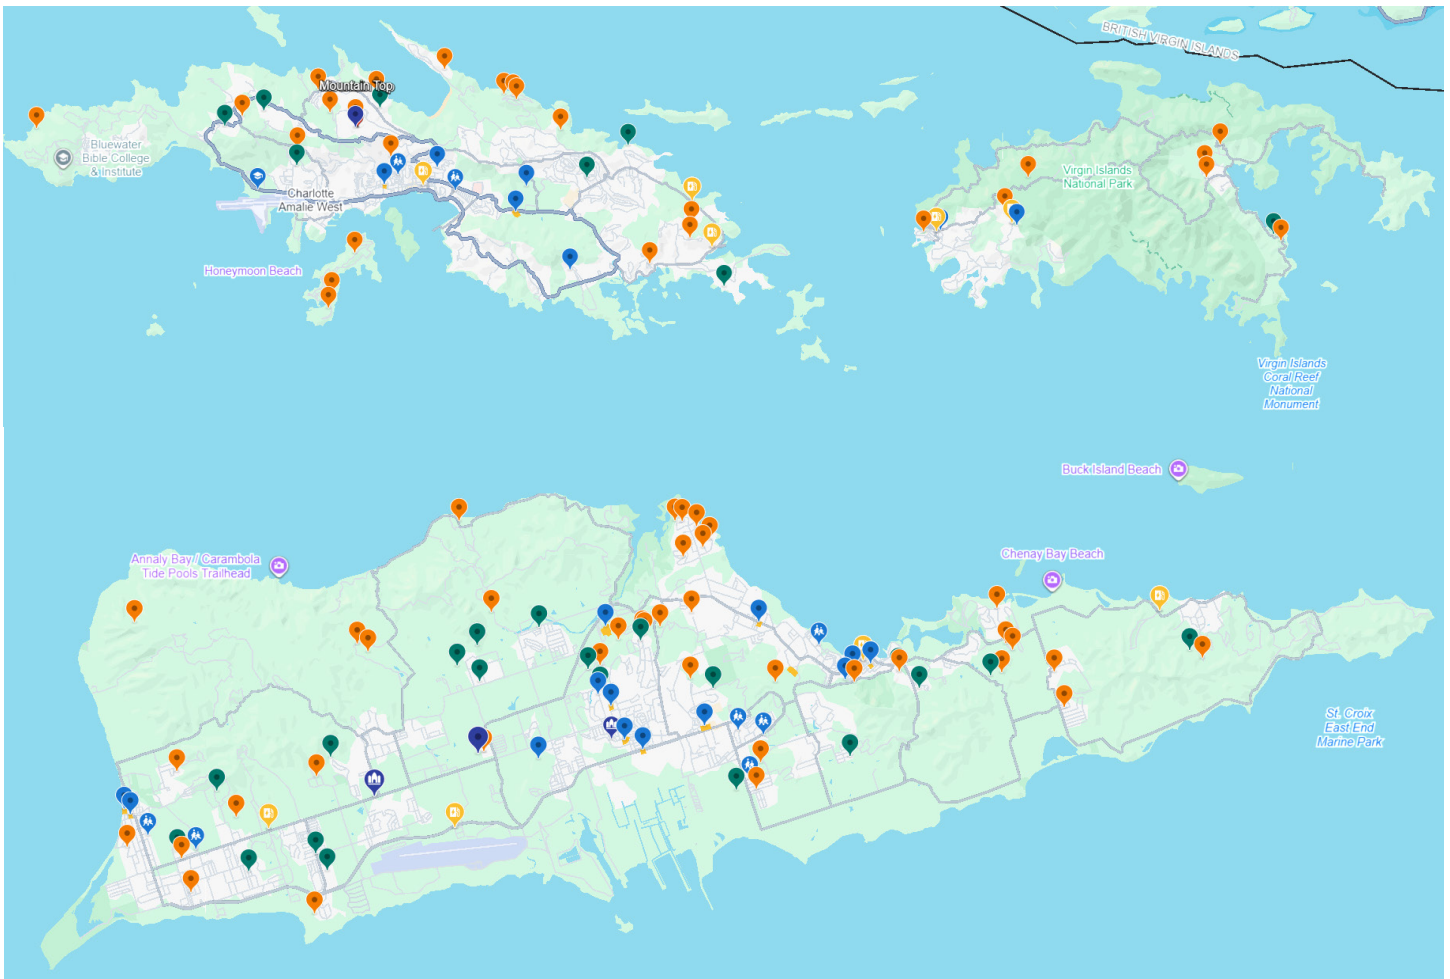 BRITISH VIRGIN ISLANDS
Mountain Top
Bluewater
Bible College
& Institute
Charlotte
Amalie West
Virgin Islands
National Park
Honeymoon Beach
Virgin Islands
Coral Reef
National
Monument
Buck Island Beach
Annaly Bay / Carambola
Tide Pools Trailhead
Chenay Bay Beach
St. Croix
East End
Marine Park